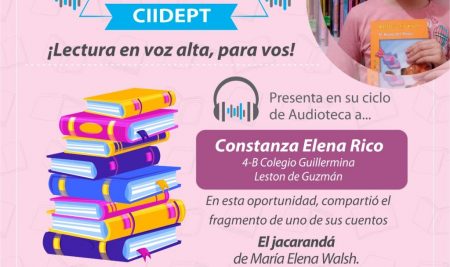 CIIDEPT
¡Lectura en voz alta, para vos!
Presenta en su ciclo
de Audioteca a...
Constanza Elena Rico
4-B Colegio Guillermina
Leston de Guzmán
En esta oportunidad, compartió el
fragmento de uno de sus cuentos
El jacarandá
de María Elena Walsh.